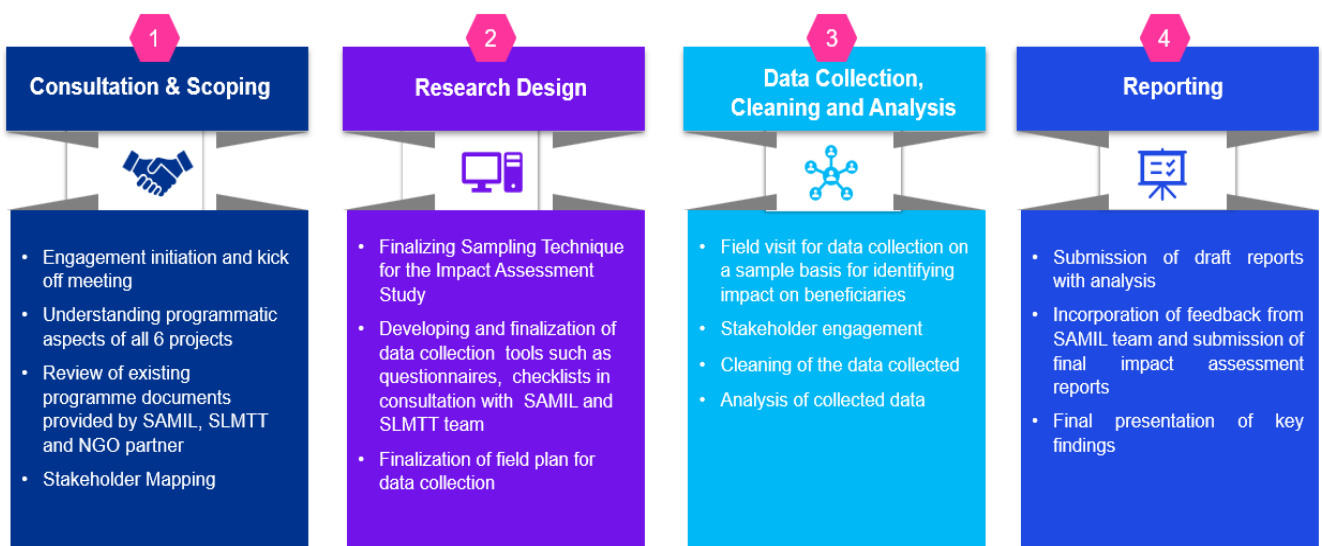 1
Consultation & Scoping
• Engagement initiation and kick
off meeting
• Understanding programmatic
aspects of all 6 projects
• Review of existing
programme documents
provided by SAMIL, SLMTT
and NGO partner
• Stakeholder Mapping
2
Research Design
• Finalizing Sampling Technique
for the Impact Assessment
Study
• Developing and finalization of
data collection tools such as
questionnaires, checklists in
consultation with SAMIL and
SLMTT team
• Finalization of field plan for
data collection
3
Data Collection,
Cleaning and Analysis
• Field visit for data collection on
a sample basis for identifying
impact on beneficiaries
• Stakeholder engagement
• Cleaning of the data collected
• Analysis of collected data
4
Reporting
• Submission of draft reports
with analysis
• Incorporation of feedback from
SAMIL team and submission of
final impact assessment
reports
• Final presentation of key
findings